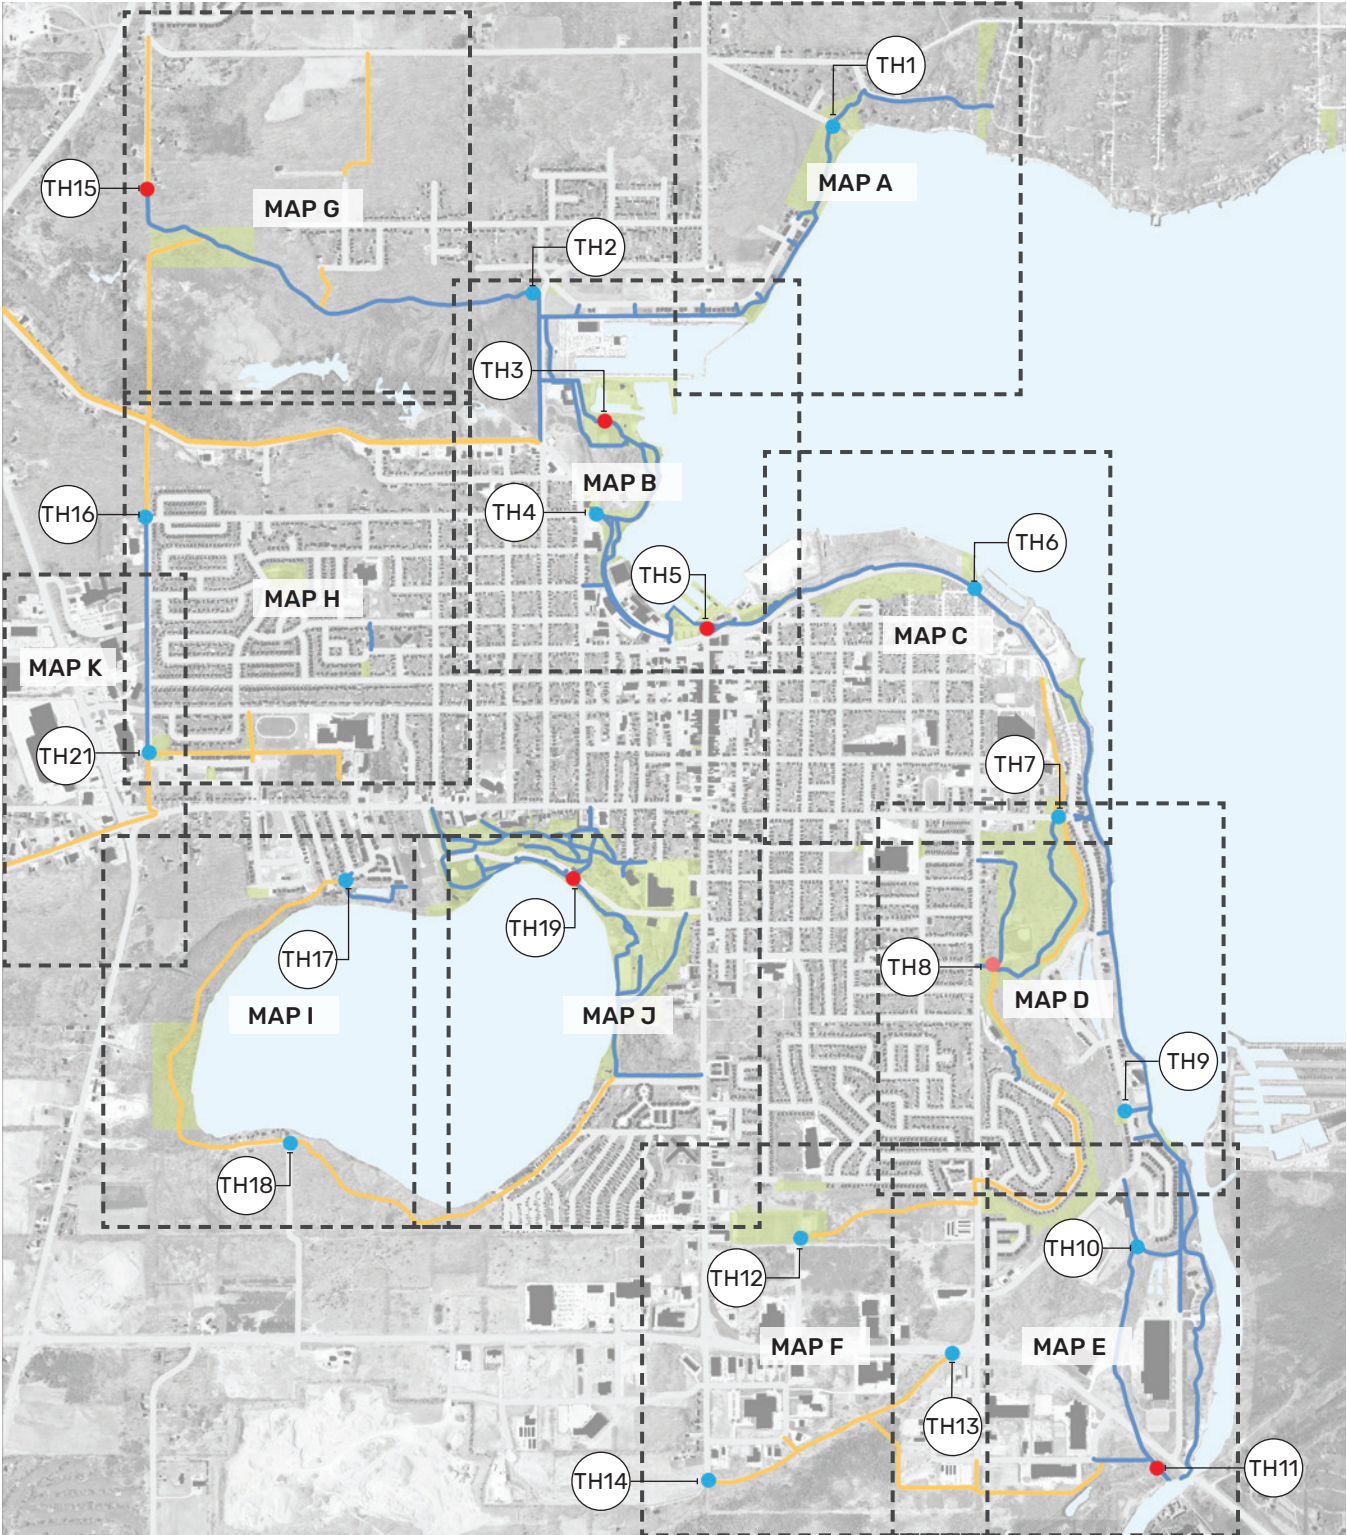 TH1
MAP A
TH15
MAP G
TH2
TH3
MAP B
TH4
TH16
TH5
TH6
MAP H
MAP C
MAP K
TH21
TH7
TH19
TH17
TH8
MAP I
MAP J
MAP D
TH9
TH18
TH12
TH10
MAP F
MAP E
TH13
TH14
TH11